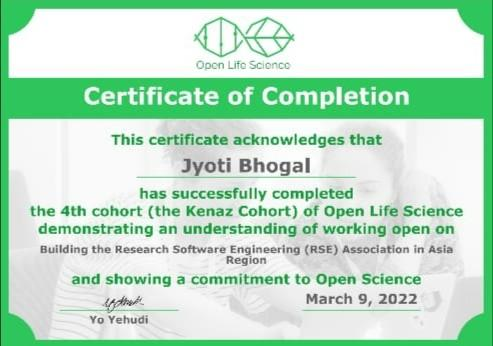 Open Life Science
Certificate of Completion
This certificate acknowledges that
Jyoti Bhogal
has successfully completed
the 4th cohort (the Kenaz Cohort) of Open Life Science
demonstrating an understanding of working open on
Building the Research Software Engineering (RSE) Association in Asia
Region
and showing a commitment to Open Science
March 9, 2022
Yo Yehudi